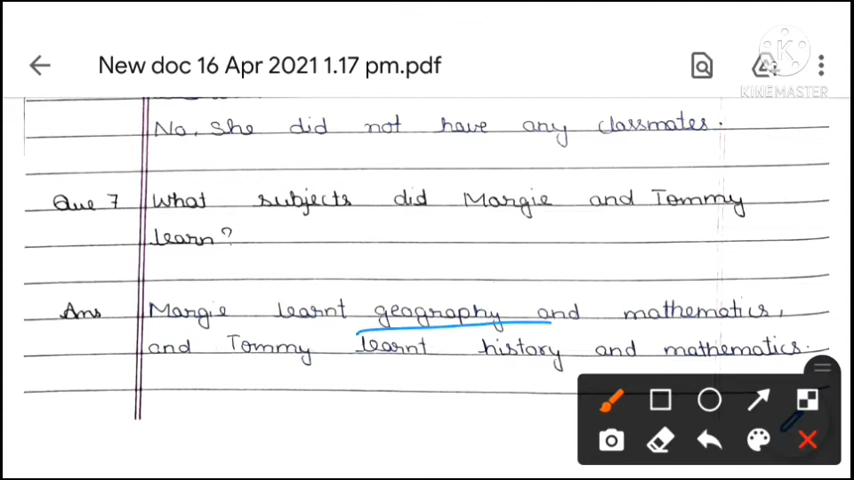 New doc 16 Apr 2021 1.17 pm.pdf
K
KINEMASTER
No, she did not have any classmates.
Que 7 What subjects did Margie and Tommy
learn?
Ans Margie learnt geography and mathematics,
and Tommy learnt history and mathematics.